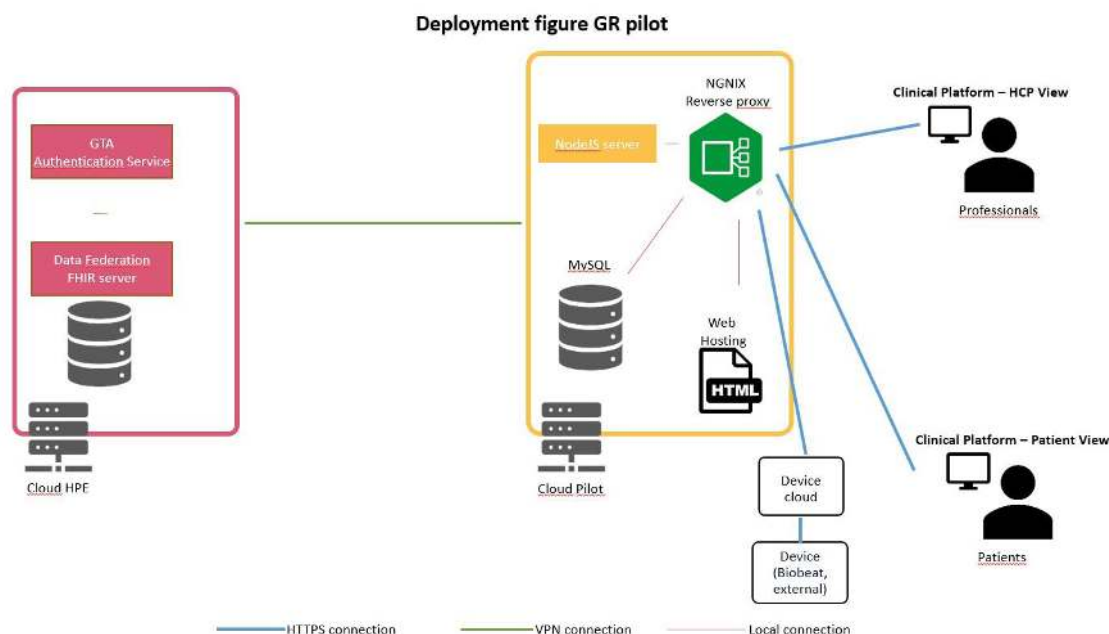 Deployment figure GR pilot
GTA
Authentication Service
Data Federation
FHIR server
Cloud HPE
NGNIX
Reverse proxy
NodeJS server
MySQL
Web
Hosting
HTML
Cloud Pilot
Clinical Platform – HCP View
Professionals
Clinical Platform – Patient View
Patients
Device
cloud
Device
(Biobeat,
external)
HTTPS connection
VPN connection
Local connection